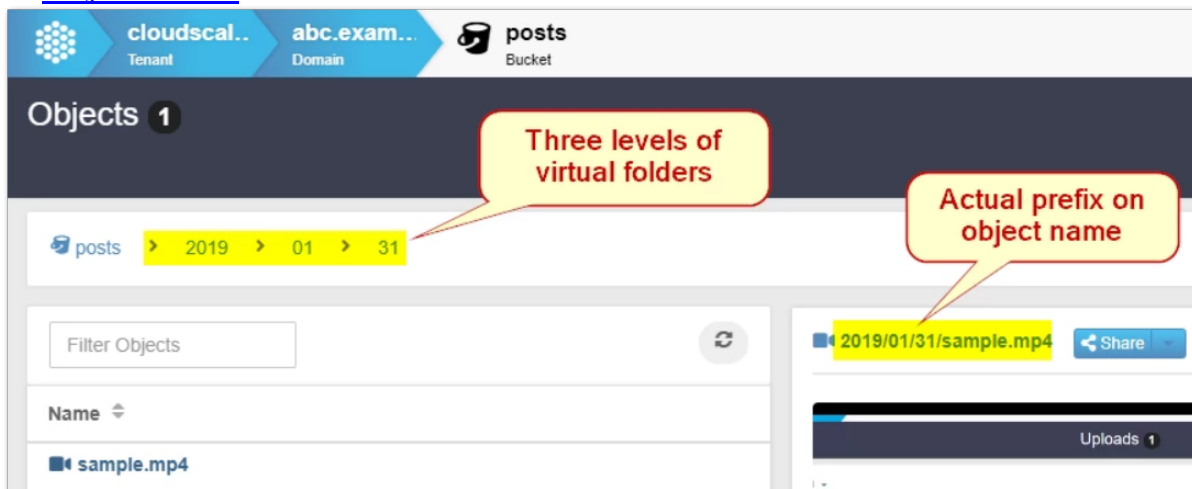 cloudscal.. abc.exam... posts
Tenant Domain Bucket
Objects 1
Three levels of
virtual folders
Actual prefix on
object name
posts > 2019 > 01 > 31
Filter Objects
2019/01/31/sample.mp4 Share
Name
Uploads 1
sample.mp4